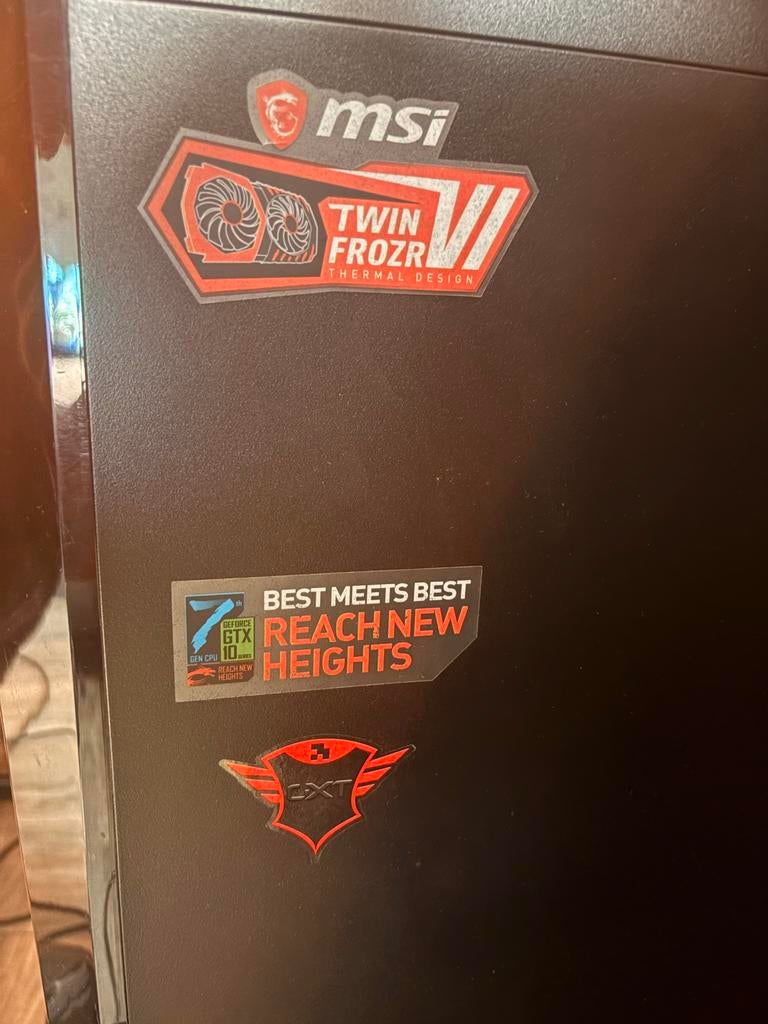 msi
TWIN
FROZR VI
THERMAL DESIGN
BEST MEETS BEST
REACH NEW
HEIGHTS
7th
GEN CPU
GEFORCE
GTX
10
SERIES
REACH NEW
HEIGHTS
GXT